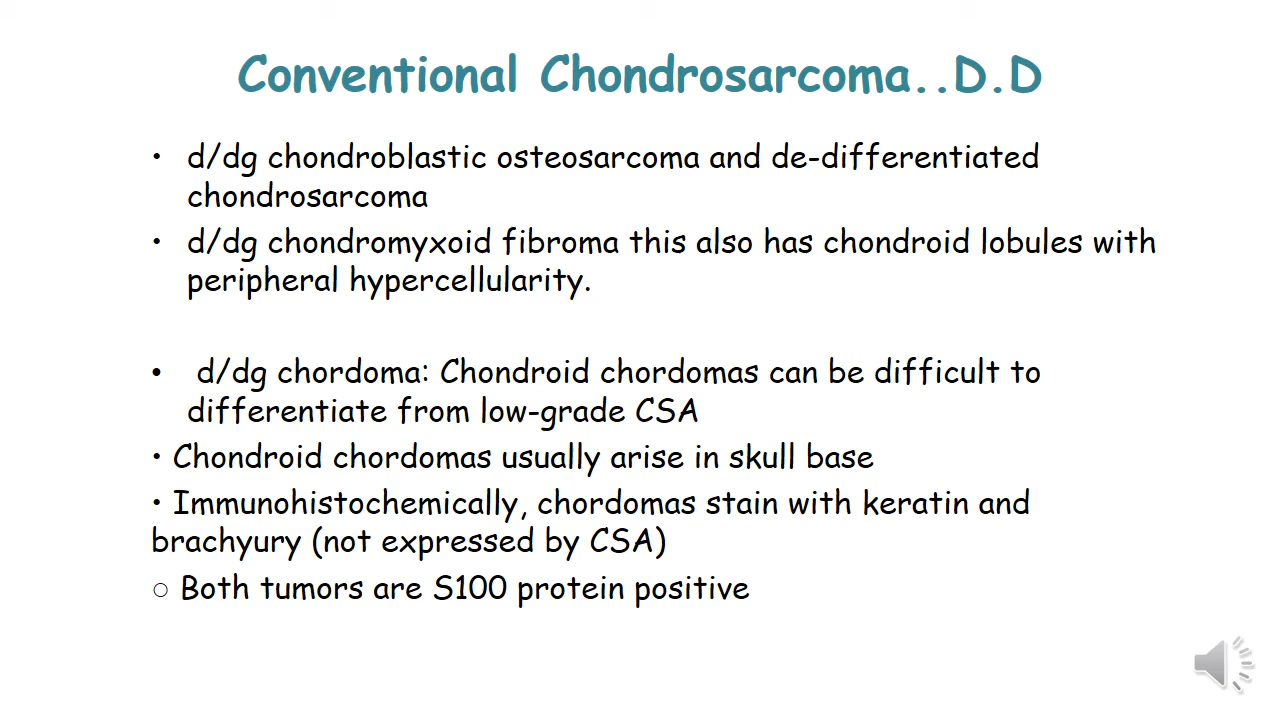 Conventional Chondrosarcoma..D.D
• d/dg chondroblastic osteosarcoma and de-differentiated
chondrosarcoma
• d/dg chondromyxoid fibroma this also has chondroid lobules with
peripheral hypercellularity.
• d/dg chordoma: Chondroid chordomas can be difficult to
differentiate from low-grade CSA
• Chondroid chordomas usually arise in skull base
• Immunohistochemically, chordomas stain with keratin and
brachyury (not expressed by CSA)
○ Both tumors are S100 protein positive